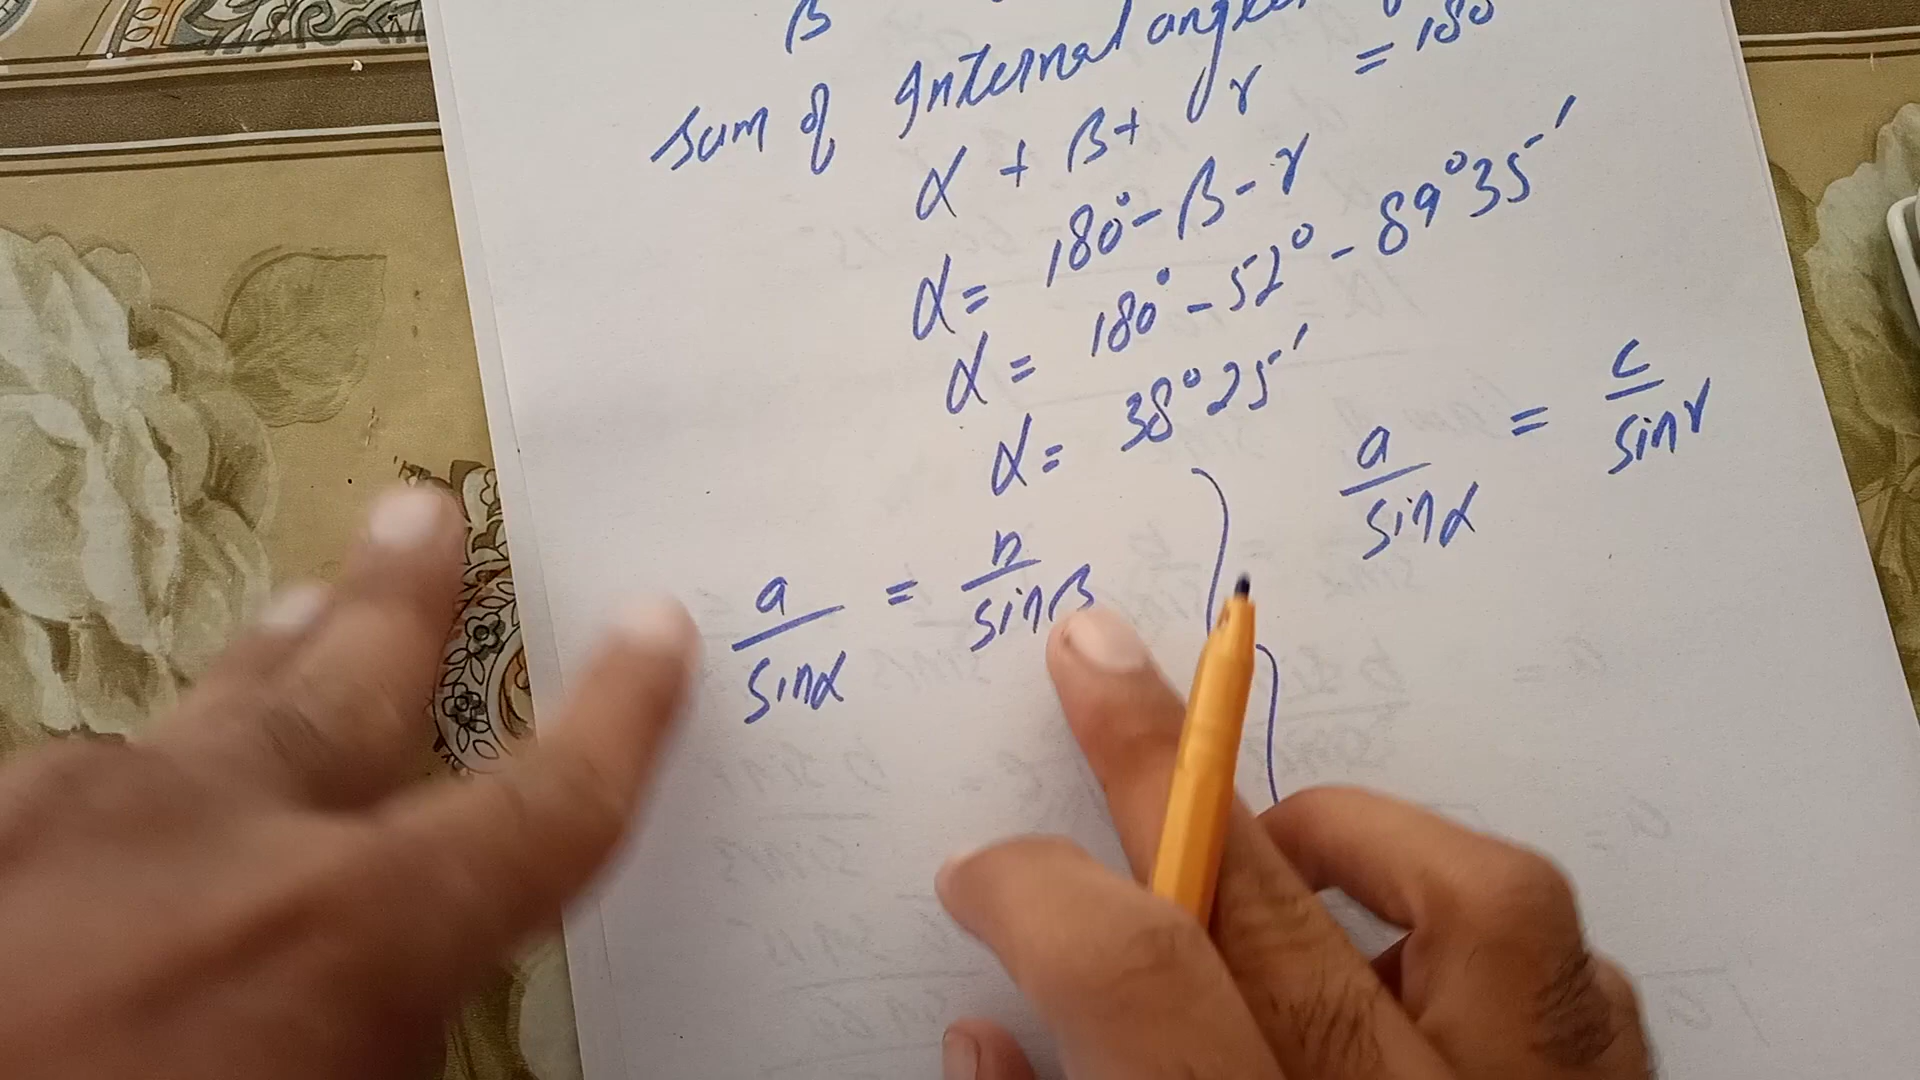 β
Sum of Internal angles
α + β + γ = 180
α = 180° - β - γ
α = 180° - 52° - 89°35′
α = 38°25′
a/sinα = b/sinβ
a/sinα = c/sinγ